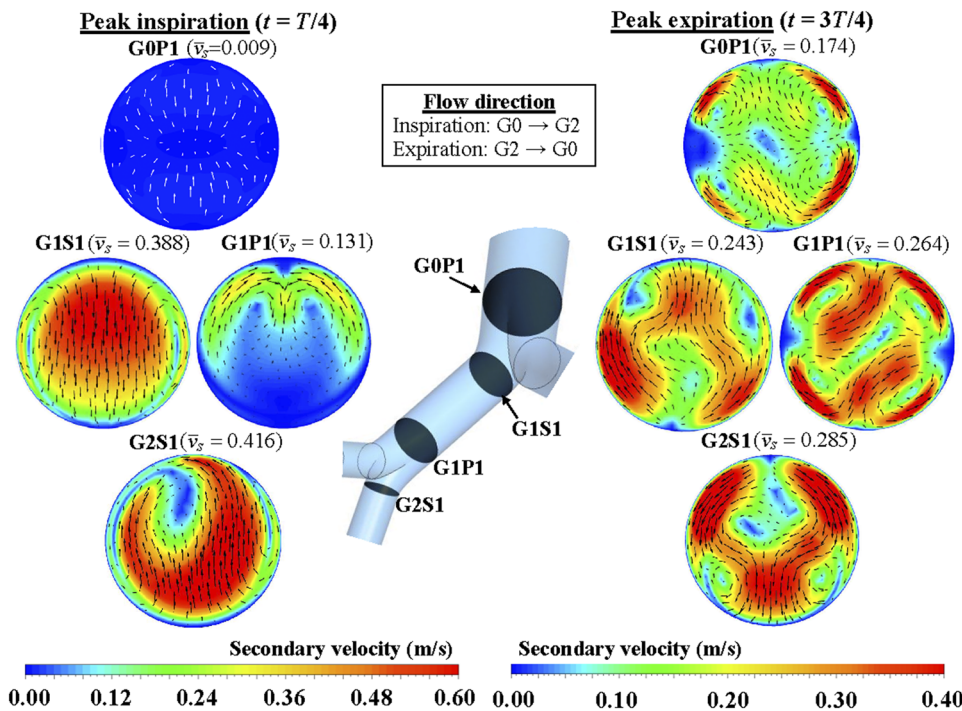 Peak inspiration (t = T/4)
G0P1 (v̄s=0.009)
Peak expiration (t = 3T/4)
G0P1(v̄s = 0.174)
Flow direction
Inspiration: G0 → G2
Expiration: G2 → G0
G1S1(v̄s = 0.388)
G1P1(v̄s = 0.131)
G1S1(v̄s = 0.243)
G1P1(v̄s = 0.264)
G0P1
G1S1
G1P1
G2S1
G2S1(v̄s = 0.416)
G2S1(v̄s = 0.285)
Secondary velocity (m/s)
0.00 0.12 0.24 0.36 0.48 0.60
Secondary velocity (m/s)
0.00 0.10 0.20 0.30 0.40